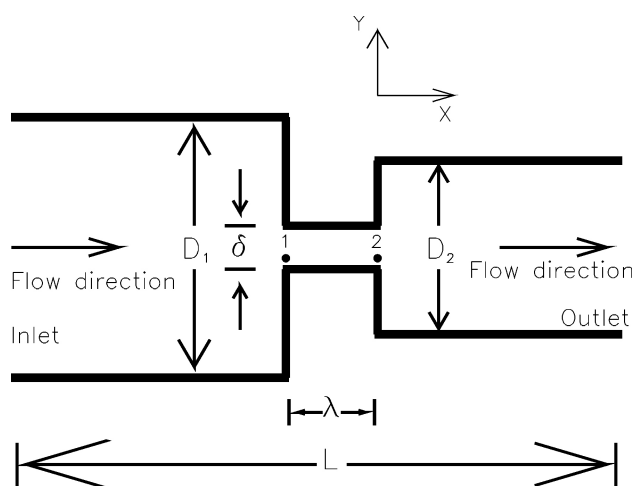 Y
X
1 2
D₁ δ D₂
Flow direction Flow direction
Inlet Outlet
λ
L